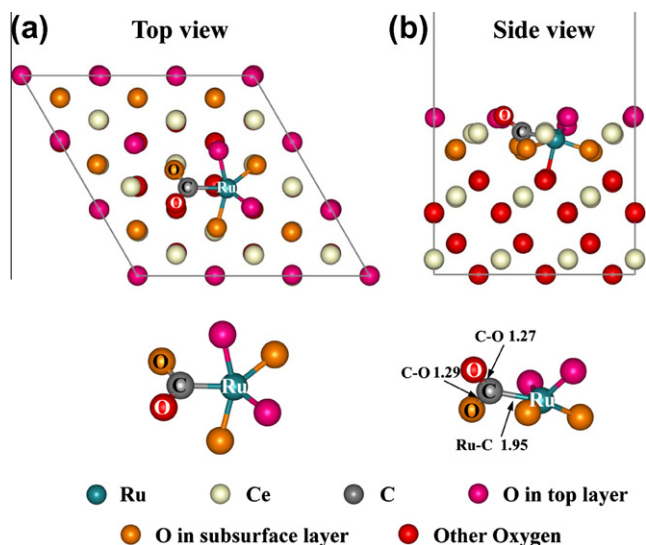 (a) Top view
(b) Side view
O
C
Ru
O
O
C
O
C
Ru
O
C-O 1.27
O
C-O 1.29
C
O
Ru
Ru-C 1.95
Ru
Ce
C
O in top layer
O in subsurface layer
Other Oxygen